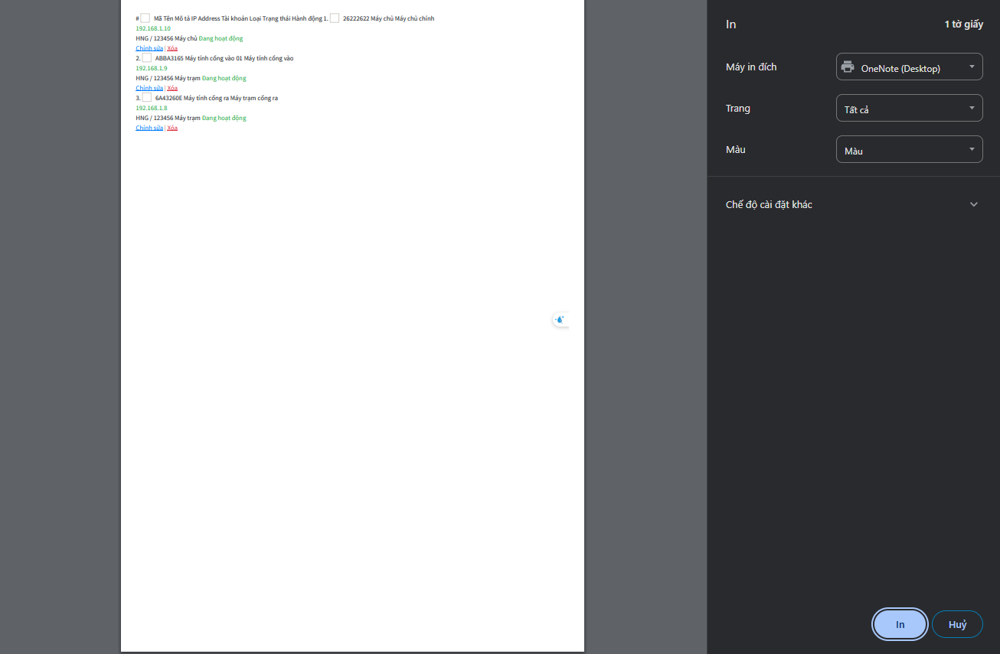 # Mã Tên Mô tả IP Address Tài khoản Loại Trạng thái Hành động 1. 26222622 Máy chủ Máy chủ chính
192.168.1.10
HNG / 123456 Máy chủ Đang hoạt động
Chỉnh sửa | Xóa
2. ABBA3165 Máy tính cổng vào 01 Máy tính cổng vào
192.168.1.9
HNG / 123456 Máy trạm Đang hoạt động
Chỉnh sửa | Xóa
3. 6A43260E Máy tính cổng ra Máy trạm cổng ra
192.168.1.8
HNG / 123456 Máy trạm Đang hoạt động
Chỉnh sửa | Xóa
In 1 tờ giấy
Máy in đích OneNote (Desktop)
Trang Tất cả
Màu Màu
Chế độ cài đặt khác
In Huỷ